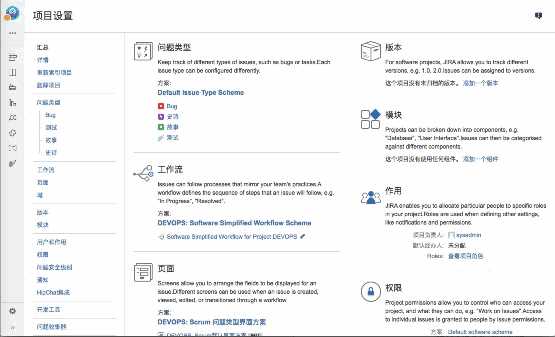 项目设置
汇总
详情
重新索引项目
删除项目
问题类型
Bug
测试
故事
史诗
工作流
页面
域
版本
模块
用户和作用
权限
问题安全级别
通知
HipChat集成
开发工具
问题收集器
问题类型
Keep track of different types of issues, such as bugs or tasks.Each
issue type can be configured differently.
方案:
Default Issue Type Scheme
Bug
史诗
故事
测试
工作流
Issues can follow processes that mirror your team's practices.A
workflow defines the sequence of steps that an issue will follow, e.g.
"In Progress", "Resolved".
方案:
DEVOPS: Software Simplified Workflow Scheme
Software Simplified Workflow for Project DEVOPS
页面
Screens allow you to arrange the fields to be displayed for an
issue.Different screens can be used when an issue is created,
viewed, edited, or transitioned through a workflow
方案:
DEVOPS: Scrum 问题类型界面方案
版本
For software projects, JIRA allows you to track different
versions, e.g. 1.0, 2.0.Issues can be assigned to versions.
这个项目没有未归档的版本。 添加一个版本
模块
Projects can be broken down into components, e.g.
"Database", "User Interface".Issues can then be categorised
against different components.
这个项目没有使用任何组件。 添加一个组件
作用
JIRA enables you to allocate particular people to specific roles
in your project.Roles are used when defining other settings,
like notifications and permissions.
项目负责人: sysadmin
默认经办人: 未分配
Roles: 查看项目角色
权限
Project permissions allow you to control who can access your
project, and what they can do, e.g. "Work on Issues".Access
to individual issues is granted to people by issue permissions.
方案: Default software scheme